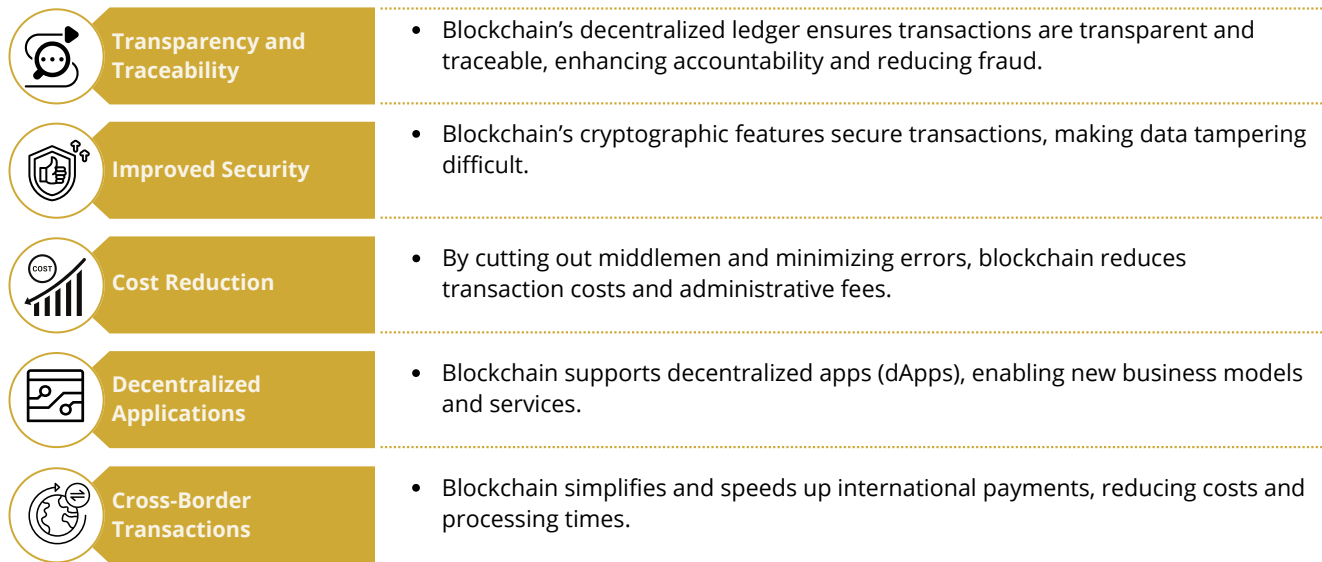 Transparency and
Traceability
• Blockchain’s decentralized ledger ensures transactions are transparent and
traceable, enhancing accountability and reducing fraud.
Improved Security
• Blockchain’s cryptographic features secure transactions, making data tampering
difficult.
COST
Cost Reduction
• By cutting out middlemen and minimizing errors, blockchain reduces
transaction costs and administrative fees.
Decentralized
Applications
• Blockchain supports decentralized apps (dApps), enabling new business models
and services.
Cross-Border
Transactions
• Blockchain simplifies and speeds up international payments, reducing costs and
processing times.